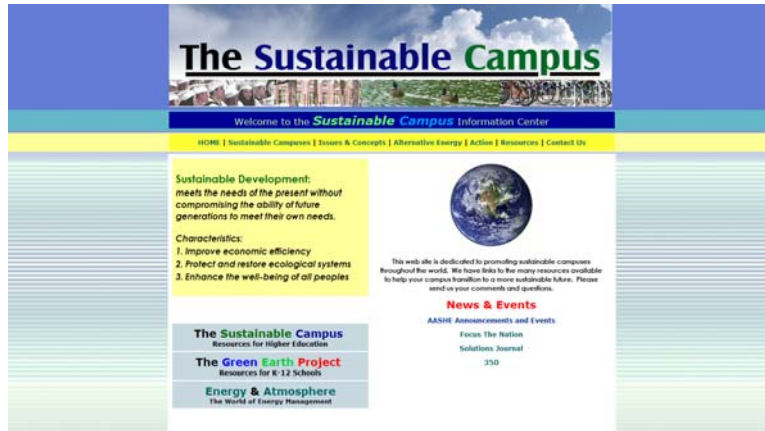 The Sustainable Campus
Welcome to the Sustainable Campus Information Center
HOME | Sustainable Campuses | Issues & Concepts | Alternative Energy | Action | Resources | Contact Us
Sustainable Development:
meets the needs of the present without
compromising the ability of future
generations to meet their own needs.
Characteristics:
1. Improve economic efficiency
2. Protect and restore ecological systems
3. Enhance the well-being of all peoples
The Sustainable Campus
Resources for Higher Education
The Green Earth Project
Resources for K-12 Schools
Energy & Atmosphere
The World of Energy Management
This web site is dedicated to promoting sustainable campuses
throughout the world. We have links to the many resources available
to help your campus transition to a more sustainable future. Please
send us your comments and questions.
News & Events
AASHE Announcements and Events
Focus The Nation
Solutions Journal
350